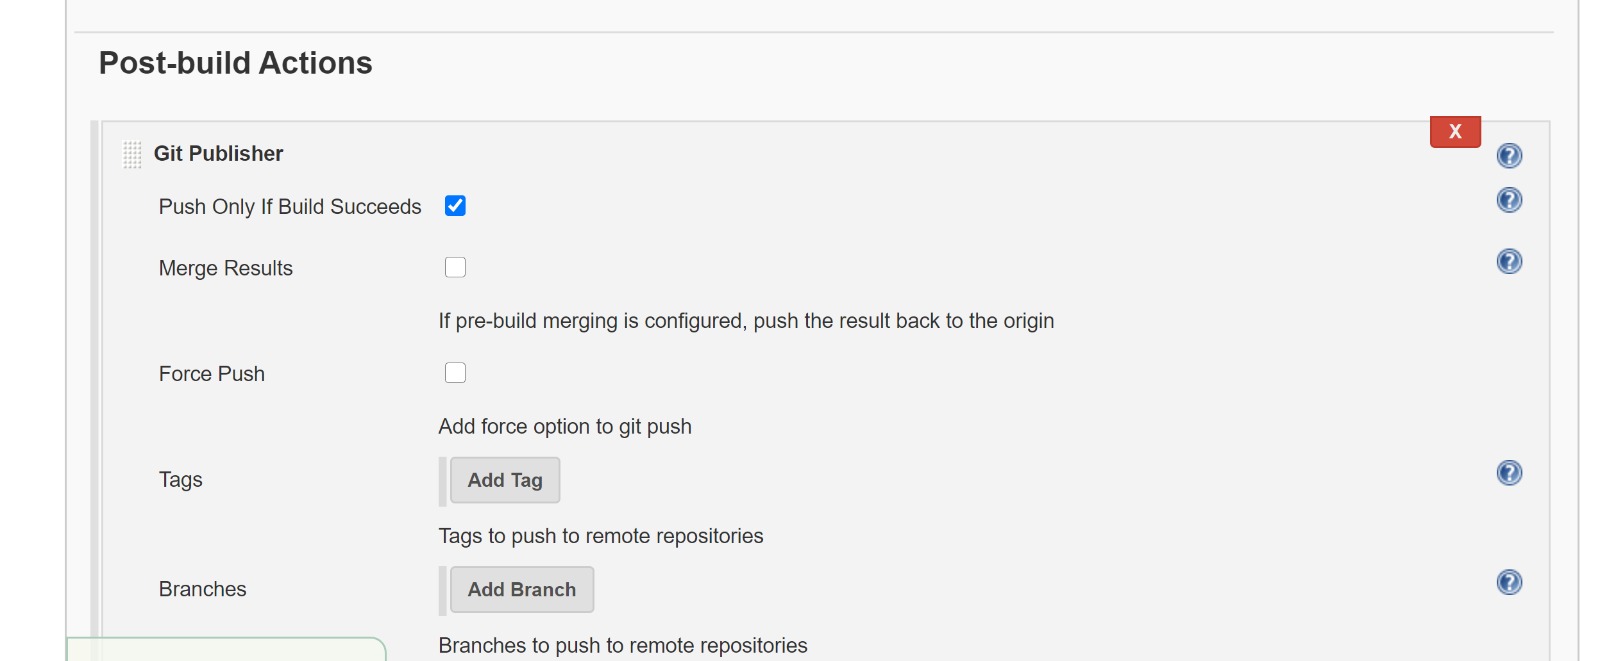 Post-build Actions
X
Git Publisher
?
Push Only If Build Succeeds
?
Merge Results
?
If pre-build merging is configured, push the result back to the origin
Force Push
Add force option to git push
Tags
Add Tag
?
Tags to push to remote repositories
Branches
Add Branch
?
Branches to push to remote repositories